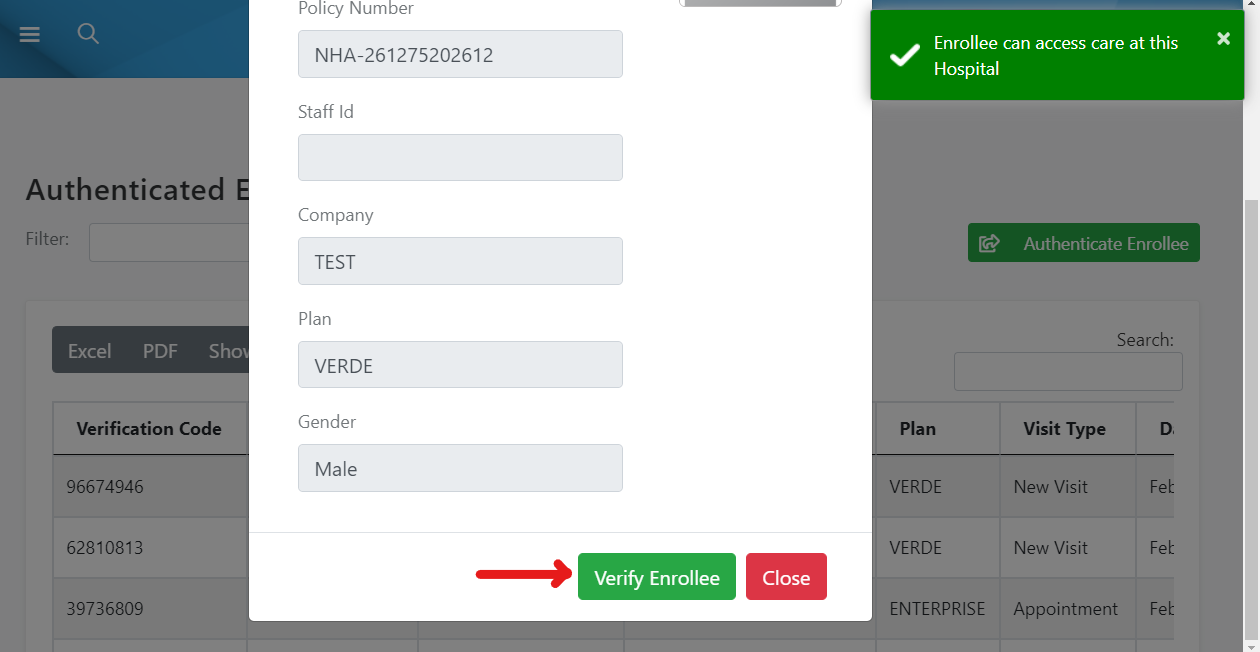 Policy Number
NHA-261275202612
Staff Id
Company
TEST
Plan
VERDE
Gender
Male
Verify Enrollee
Close
Enrollee can access care at this
Hospital
Authenticated E
Filter:
Authenticate Enrollee
Excel
PDF
Show
Search:
Verification Code
Plan
Visit Type
96674946
VERDE
New Visit
Feb
62810813
VERDE
New Visit
Feb
39736809
ENTERPRISE
Appointment
Feb